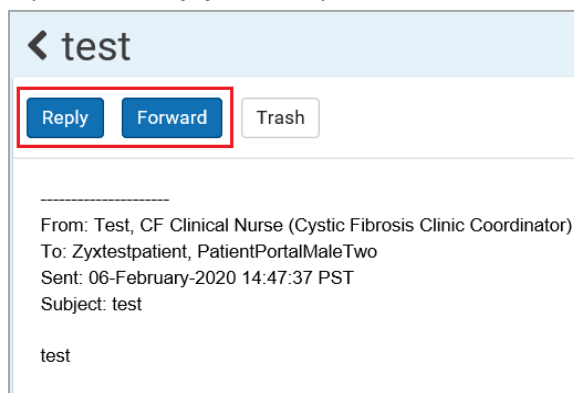 test
Reply Forward Trash
---------------------
From: Test, CF Clinical Nurse (Cystic Fibrosis Clinic Coordinator)
To: Zyxtestpatient, PatientPortalMaleTwo
Sent: 06-February-2020 14:47:37 PST
Subject: test
test